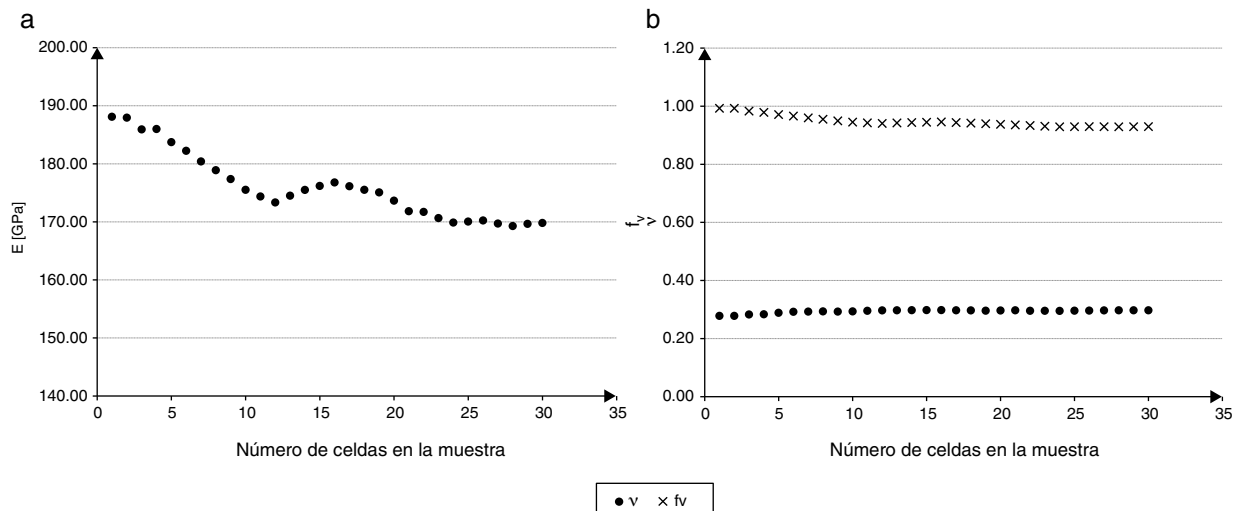 a
200.00
190.00
180.00
170.00
160.00
150.00
140.00
E [GPa]
0 5 10 15 20 25 30 35
Número de celdas en la muestra
b
1.20
1.00
0.80
0.60
0.40
0.20
0.00
fν
ν
0 5 10 15 20 25 30 35
Número de celdas en la muestra
ν fv